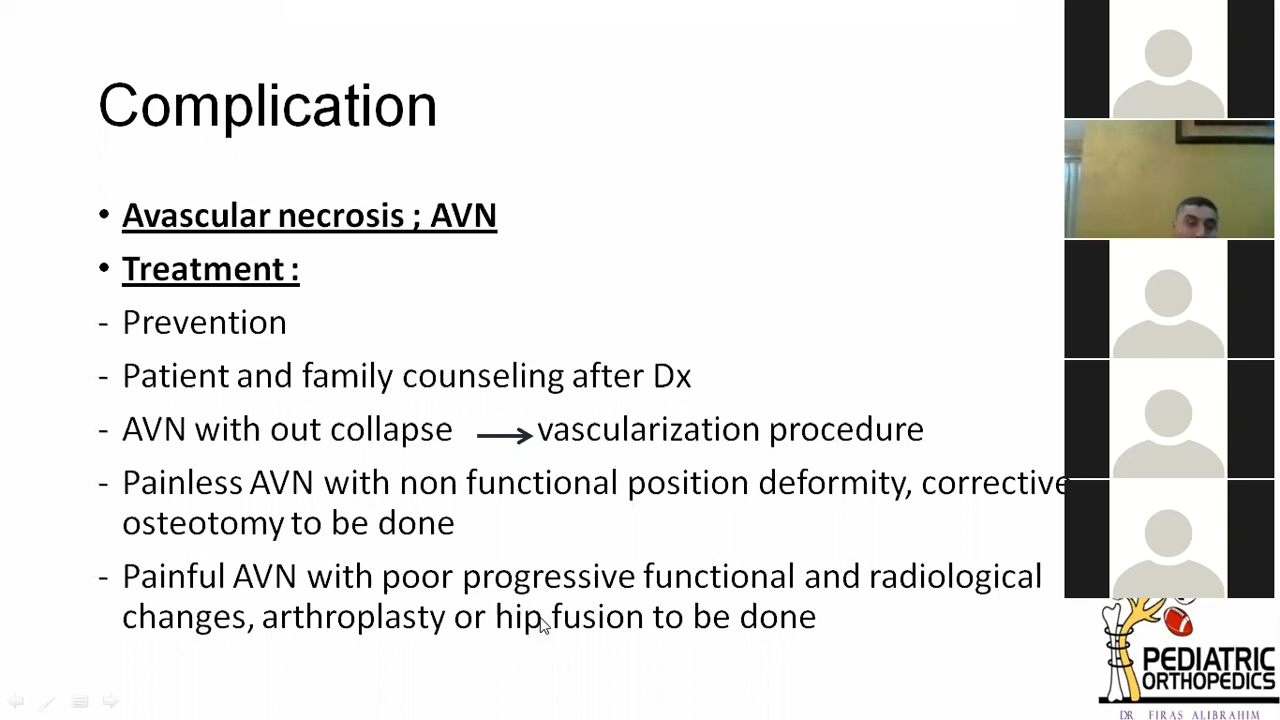 Complication
• Avascular necrosis ; AVN
• Treatment :
- Prevention
- Patient and family counseling after Dx
- AVN with out collapse → vascularization procedure
- Painless AVN with non functional position deformity, corrective
osteotomy to be done
- Painful AVN with poor progressive functional and radiological
changes, arthroplasty or hip fusion to be done
PEDIATRIC
ORTHOPEDICS
DR FIRAS ALIBRAHIM